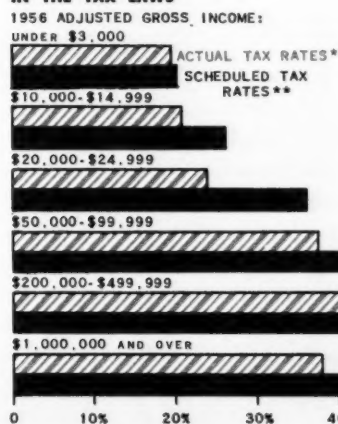 1956 ADJUSTED GROSS INCOME:
UNDER $3,000
ACTUAL TAX RATES*
SCHEDULED TAX
RATES**
$10,000-$14,999
$20,000-$24,999
$50,000-$99,999
$200,000-$499,999
$1,000,000 AND OVER
0 10% 20% 30%